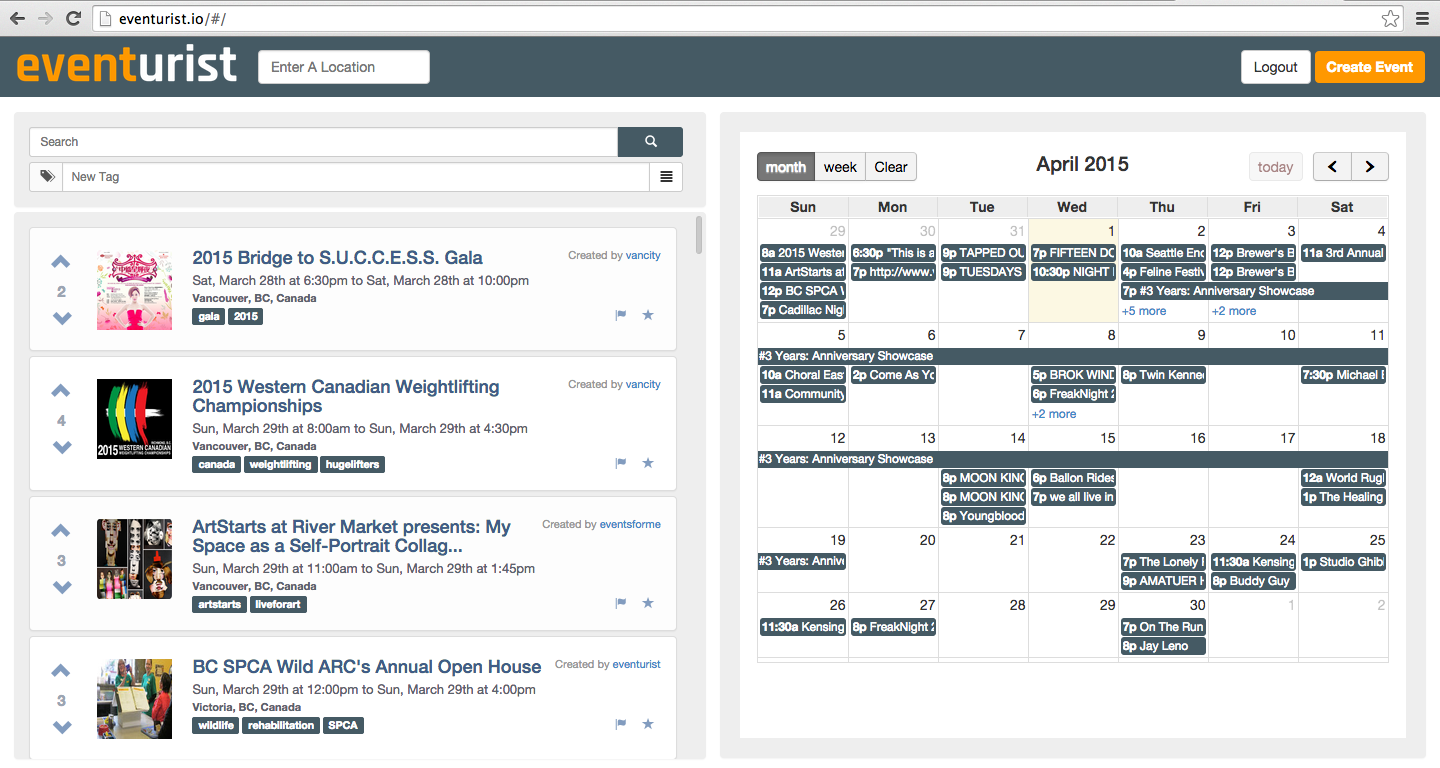 eventurist.io/#/
eventurist
Enter A Location
Logout
Create Event
Search
New Tag
2015 Bridge to S.U.C.C.E.S.S. Gala
Created by vancity
Sat, March 28th at 6:30pm to Sat, March 28th at 10:00pm
2
Vancouver, BC, Canada
gala 2015
2015 Western Canadian Weightlifting
Championships
Created by vancity
4
Sun, March 29th at 8:00am to Sun, March 29th at 4:30pm
Vancouver, BC, Canada
canada weightlifting hugelifters
2015 WESTERN CANADIAN
WEIGHTLIFTING CHAMPIONSHIPS
ArtStarts at River Market presents: My
Space as a Self-Portrait Collag...
Created by eventsforme
3
Sun, March 29th at 11:00am to Sun, March 29th at 1:45pm
Vancouver, BC, Canada
artstarts liveforart
BC SPCA Wild ARC's Annual Open House
Created by eventurist
3
Sun, March 29th at 12:00pm to Sun, March 29th at 4:00pm
Victoria, BC, Canada
wildlife rehabilitation SPCA
month week Clear
April 2015
today
Sun Mon Tue Wed Thu Fri Sat
29 30 31 1 2 3 4
8a 2015 Weste 6:30p "This is a 9p TAPPED OU 7p FIFTEEN DO 10a Seattle End 12p Brewer's B 11a 3rd Annual
11a ArtStarts at 7p http://www. 9p TUESDAYS 10:30p NIGHT 4p Feline Festiv 12p Brewer's B
12p BC SPCA 7p #3 Years: Anniversary Showcase
7p Cadillac Nig +5 more +2 more
5 6 7 8 9 10 11
#3 Years: Anniversary Showcase
10a Choral Eas 2p Come As Yo 5p BROK WIND 8p Twin Kenne 7:30p Michael
11a Community 6p FreakNight 2
+2 more
12 13 14 15 16 17 18
#3 Years: Anniversary Showcase
8p MOON KING 6p Ballon Rides 12a World Rug
8p MOON KING 7p we all live in 1p The Healing
8p Youngblood
19 20 21 22 23 24 25
#3 Years: Anniv 7p The Lonely 11:30a Kensing 1p Studio Ghib
9p AMATUER 8p Buddy Guy
26 27 28 29 30 1 2
11:30a Kensing 8p FreakNight 2 7p On The Run
8p Jay Leno